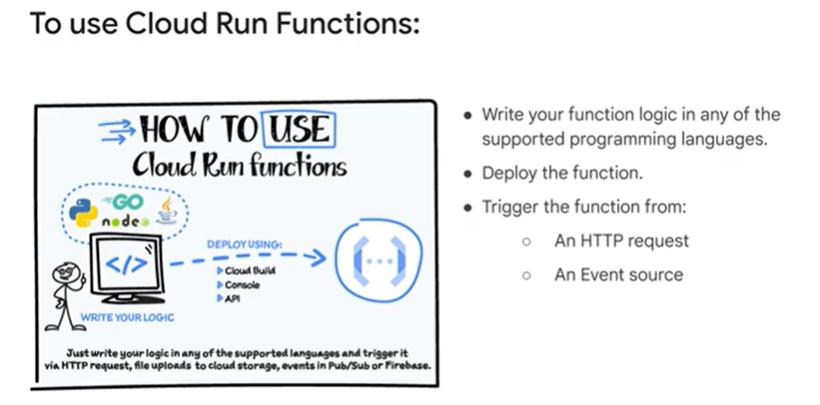 To use Cloud Run Functions:
HOW TO USE
Cloud Run functions
GO
node
</>
DEPLOY USING:
Cloud Build
Console
API
{...}
WRITE YOUR LOGIC
Just write your logic in any of the supported languages and trigger it
via HTTP request, file uploads to cloud storage, events in Pub/Sub or Firebase.
• Write your function logic in any of the
supported programming languages.
• Deploy the function.
• Trigger the function from:
○ An HTTP request
○ An Event source